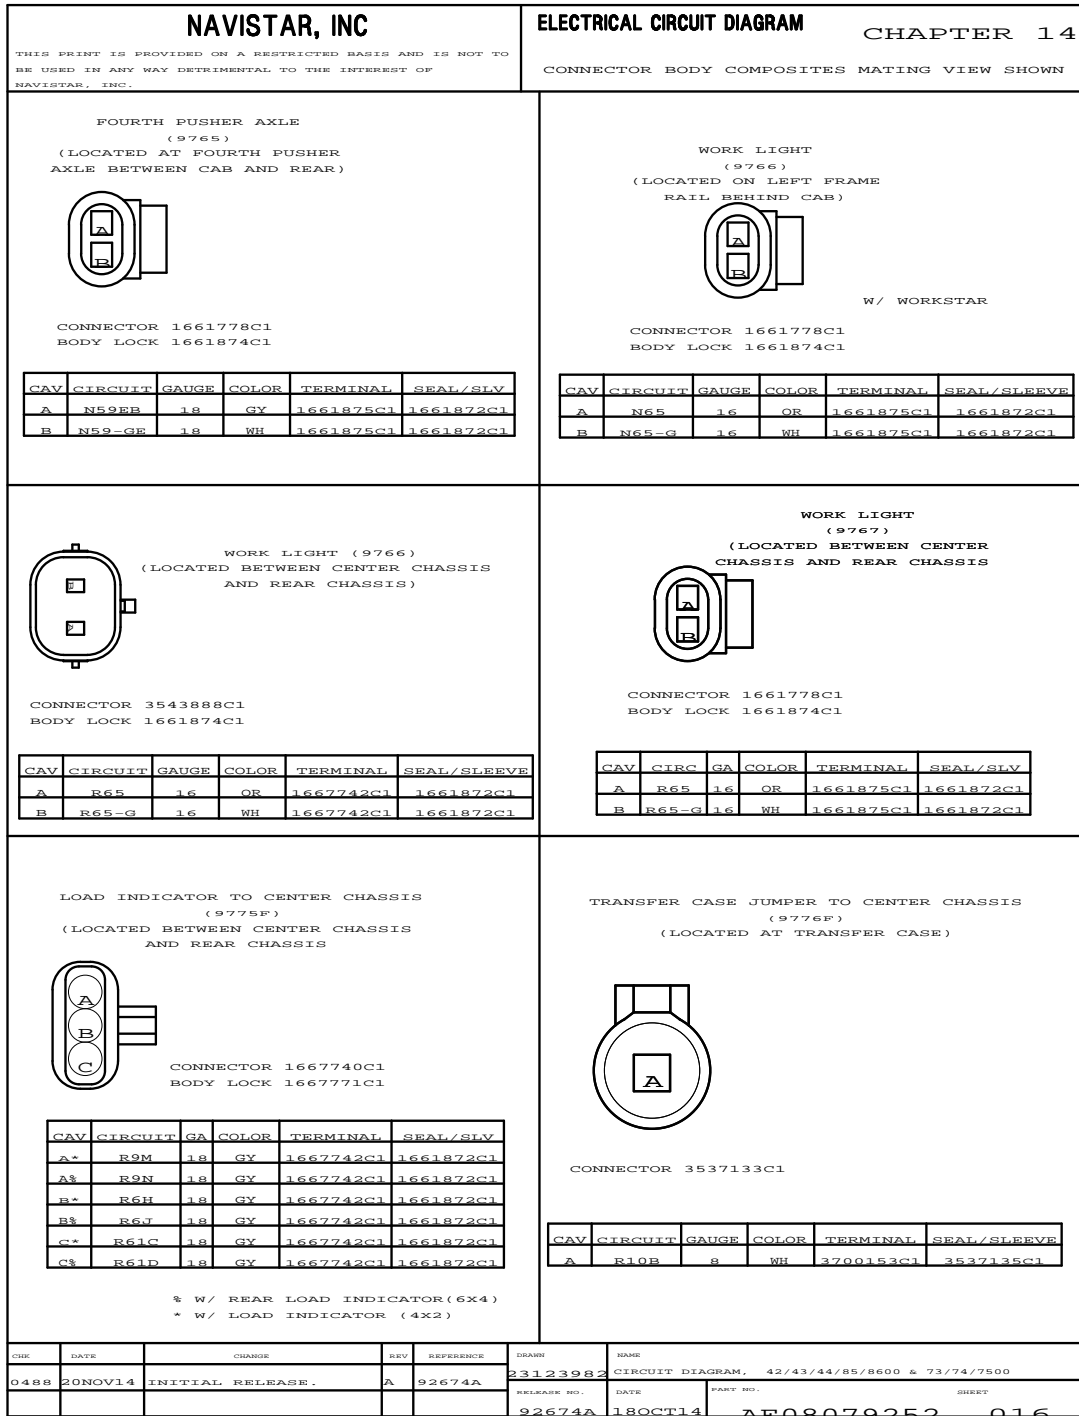 NAVISTAR, INC
THIS PRINT IS PROVIDED ON A RESTRICTED BASIS AND IS NOT TO
BE USED IN ANY WAY DETRIMENTAL TO THE INTEREST OF
NAVISTAR, INC.
ELECTRICAL CIRCUIT DIAGRAM
CHAPTER 14
CONNECTOR BODY COMPOSITES MATING VIEW SHOWN
FOURTH PUSHER AXLE
(9765)
(LOCATED AT FOURTH PUSHER
AXLE BETWEEN CAB AND REAR)
A
B
CONNECTOR 1661778C1
BODY LOCK 1661874C1
CAV CIRCUIT GAUGE COLOR TERMINAL SEAL/SLV
A N59EB 18 GY 1661875C1 1661872C1
B N59-GE 18 WH 1661875C1 1661872C1
WORK LIGHT
(9766)
(LOCATED ON LEFT FRAME
RAIL BEHIND CAB)
A
B
W/ WORKSTAR
CONNECTOR 1661778C1
BODY LOCK 1661874C1
CAV CIRCUIT GAUGE COLOR TERMINAL SEAL/SLEEVE
A N65 16 OR 1661875C1 1661872C1
B N65-G 16 WH 1661875C1 1661872C1
WORK LIGHT (9766)
(LOCATED BETWEEN CENTER CHASSIS
AND REAR CHASSIS)
B
A
CONNECTOR 3543888C1
BODY LOCK 1661874C1
CAV CIRCUIT GAUGE COLOR TERMINAL SEAL/SLEEVE
A R65 16 OR 1667742C1 1661872C1
B R65-G 16 WH 1667742C1 1661872C1
WORK LIGHT
(9767)
(LOCATED BETWEEN CENTER
CHASSIS AND REAR CHASSIS
A
B
CONNECTOR 1661778C1
BODY LOCK 1661874C1
CAV CIRC GA COLOR TERMINAL SEAL/SLV
A R65 16 OR 1661875C1 1661872C1
B R65-G 16 WH 1661875C1 1661872C1
LOAD INDICATOR TO CENTER CHASSIS
(9775F)
(LOCATED BETWEEN CENTER CHASSIS
AND REAR CHASSIS
A
B
C
CONNECTOR 1667740C1
BODY LOCK 1667771C1
CAV CIRCUIT GA COLOR TERMINAL SEAL/SLV
A* R9M 18 GY 1667742C1 1661872C1
A% R9N 18 GY 1667742C1 1661872C1
B* R6H 18 GY 1667742C1 1661872C1
B% R6J 18 GY 1667742C1 1661872C1
C* R61C 18 GY 1667742C1 1661872C1
C% R61D 18 GY 1667742C1 1661872C1
% W/ REAR LOAD INDICATOR(6X4)
* W/ LOAD INDICATOR (4X2)
TRANSFER CASE JUMPER TO CENTER CHASSIS
(9776F)
(LOCATED AT TRANSFER CASE)
A
CONNECTOR 3537133C1
CAV CIRCUIT GAUGE COLOR TERMINAL SEAL/SLEEVE
A R10B 8 WH 3700153C1 3537135C1
CHK DATE CHANGE REV REFERENCE
0488 20NOV14 INITIAL RELEASE. A 92674A
DRAWN NAME
23123982 CIRCUIT DIAGRAM, 42/43/44/85/8600 & 73/74/7500
RELEASE NO. DATE PART NO. SHEET
92674A 18OCT14 AF08079252 016